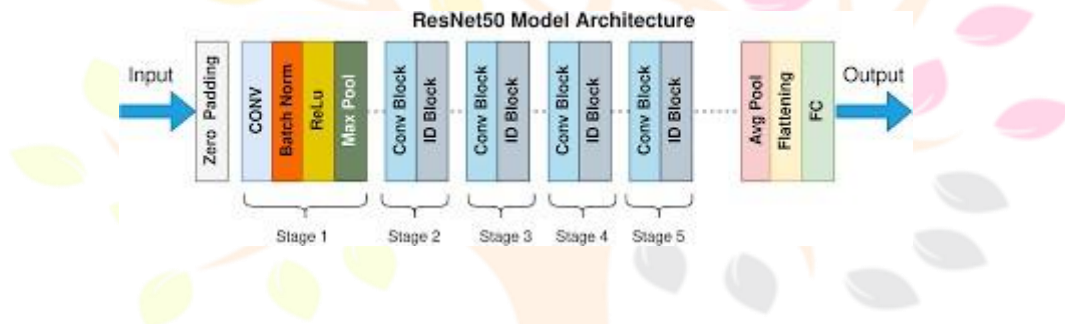 ResNet50 Model Architecture
Input
Zero Padding
CONV
Batch Norm
ReLu
Max Pool
Conv Block
ID Block
Conv Block
ID Block
Conv Block
ID Block
Conv Block
ID Block
Avg Pool
Flattening
FC
Output
Stage 1
Stage 2
Stage 3
Stage 4
Stage 5